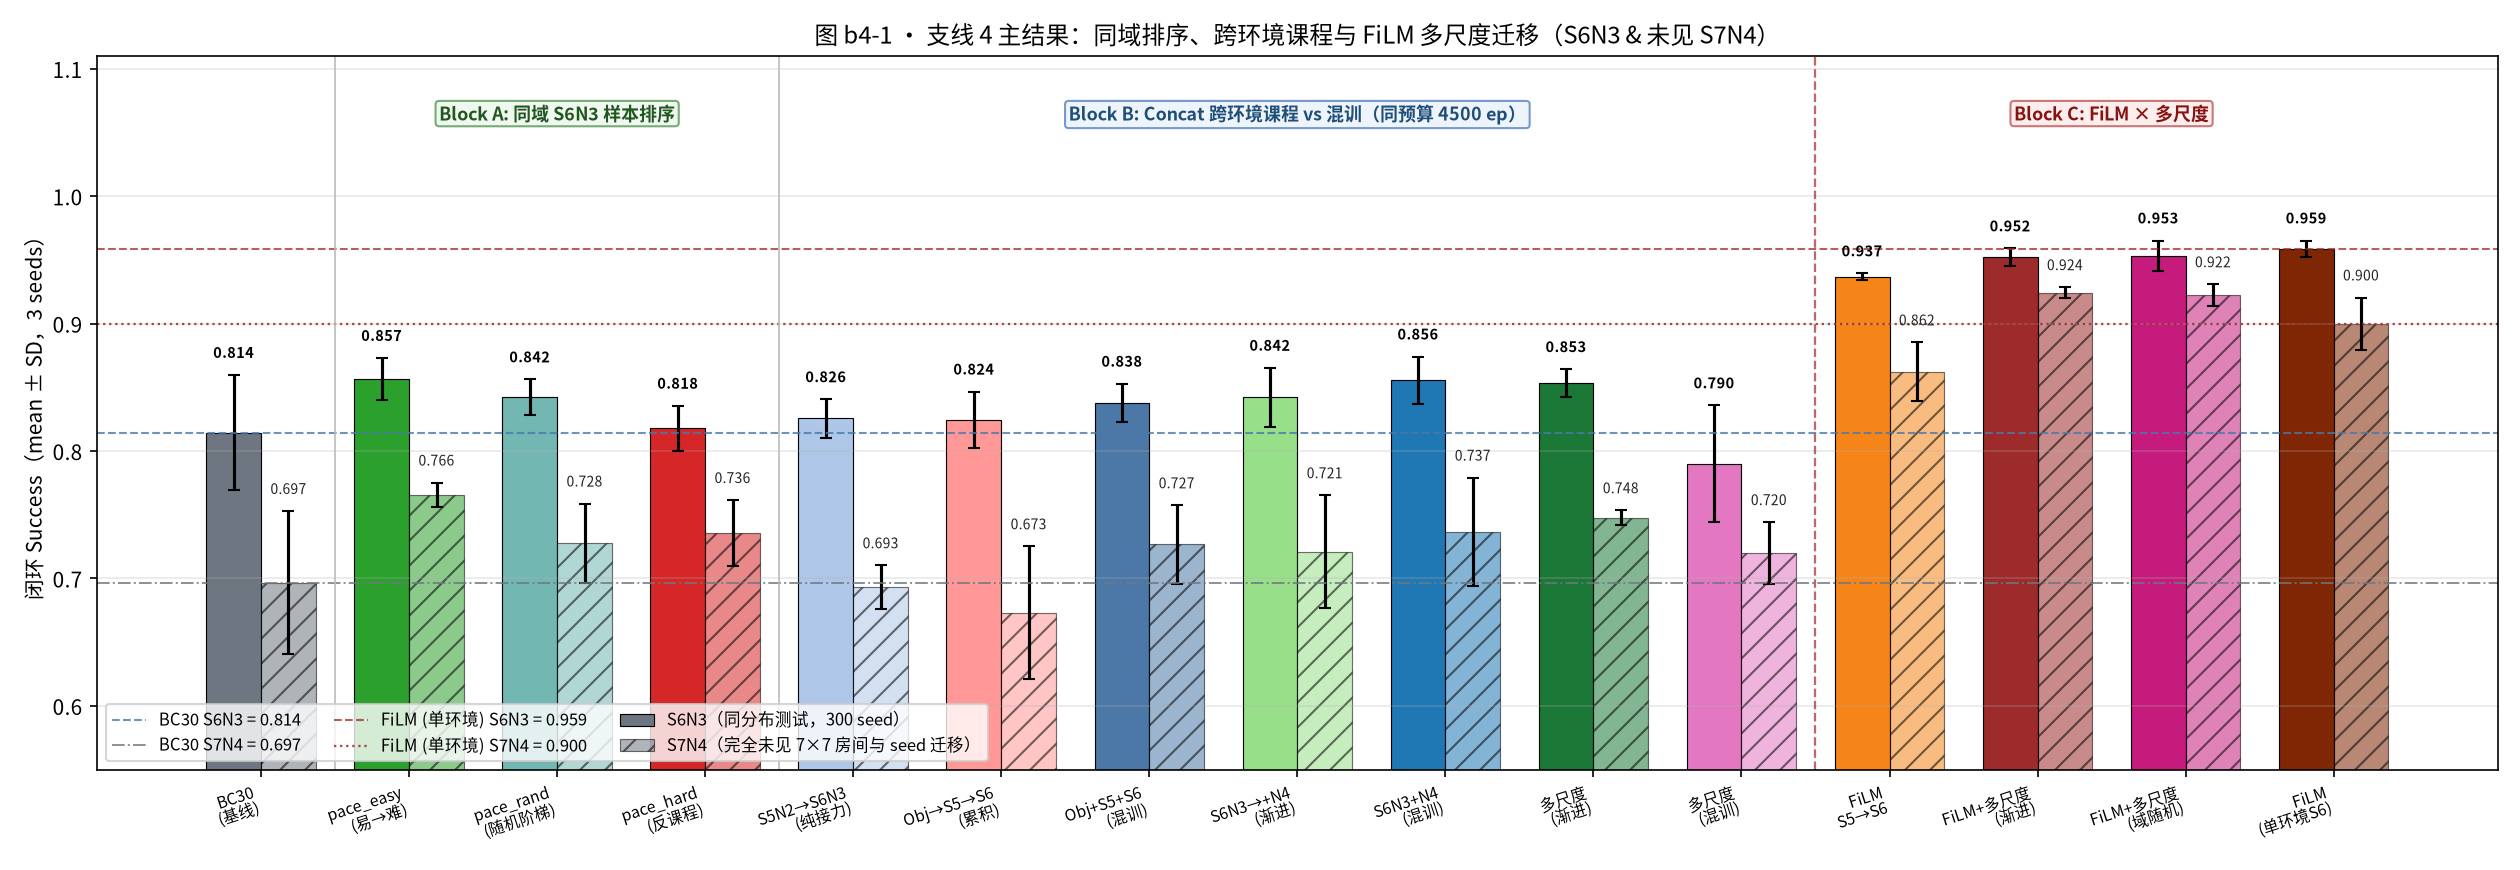 图 b4-1 · 支线 4 主结果：同域排序、跨环境课程与 FiLM 多尺度迁移（S6N3 & 未见 S7N4）
闭环 Success（mean ± SD，3 seeds）
1.1
1.0
0.9
0.8
0.7
0.6
Block A: 同域 S6N3 样本排序
Block B: Concat 跨环境课程 vs 混训（同预算 4500 ep）
Block C: FiLM × 多尺度
0.814
0.697
0.857
0.766
0.842
0.728
0.818
0.736
0.826
0.693
0.824
0.673
0.838
0.727
0.842
0.721
0.856
0.737
0.853
0.748
0.790
0.720
0.937
0.862
0.952
0.924
0.953
0.922
0.959
0.900
BC30 S6N3 = 0.814
BC30 S7N4 = 0.697
FiLM (单环境) S6N3 = 0.959
FiLM (单环境) S7N4 = 0.900
S6N3（同分布测试，300 seed）
S7N4（完全未见 7×7 房间与 seed 迁移）
BC30
(基线)
pace_easy
(易→难)
pace_rand
(随机阶梯)
pace_hard
(反课程)
S5N2→S6N3
(纯接力)
Obj→S5→S6
(累积)
Obj+S5+S6
(混训)
S6N3→+N4
(渐进)
S6N3+N4
(混训)
多尺度
(渐进)
多尺度
(混训)
FiLM
S5→S6
FiLM+多尺度
(渐进)
FiLM+多尺度
(域随机)
FiLM
(单环境S6)